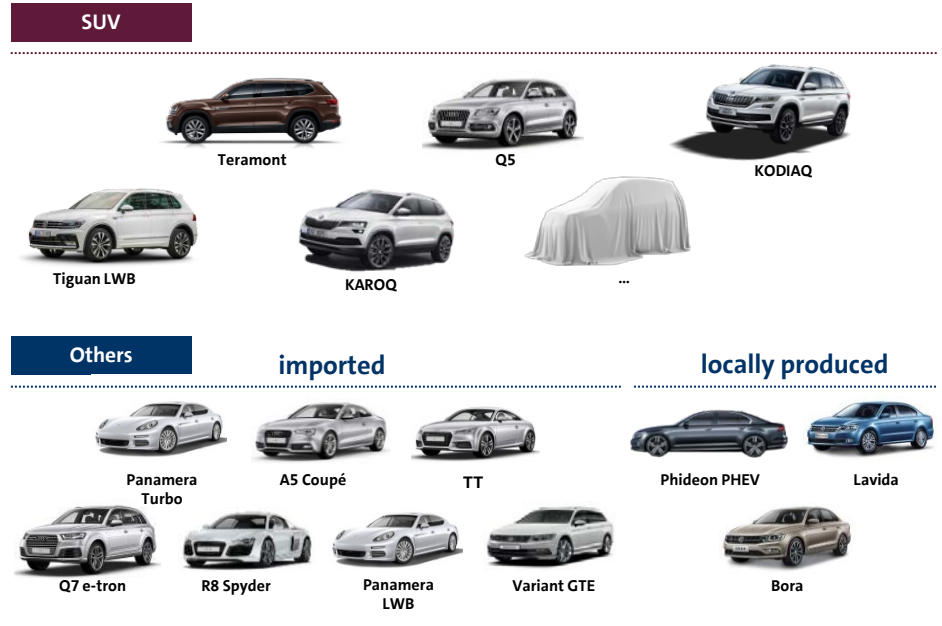 SUV
Teramont
Q5
KODIAQ
Tiguan LWB
KAROQ
...
Others
imported
locally produced
Panamera
Turbo
A5 Coupé
TT
Phideon PHEV
Lavida
Q7 e-tron
R8 Spyder
Panamera
LWB
Variant GTE
Bora